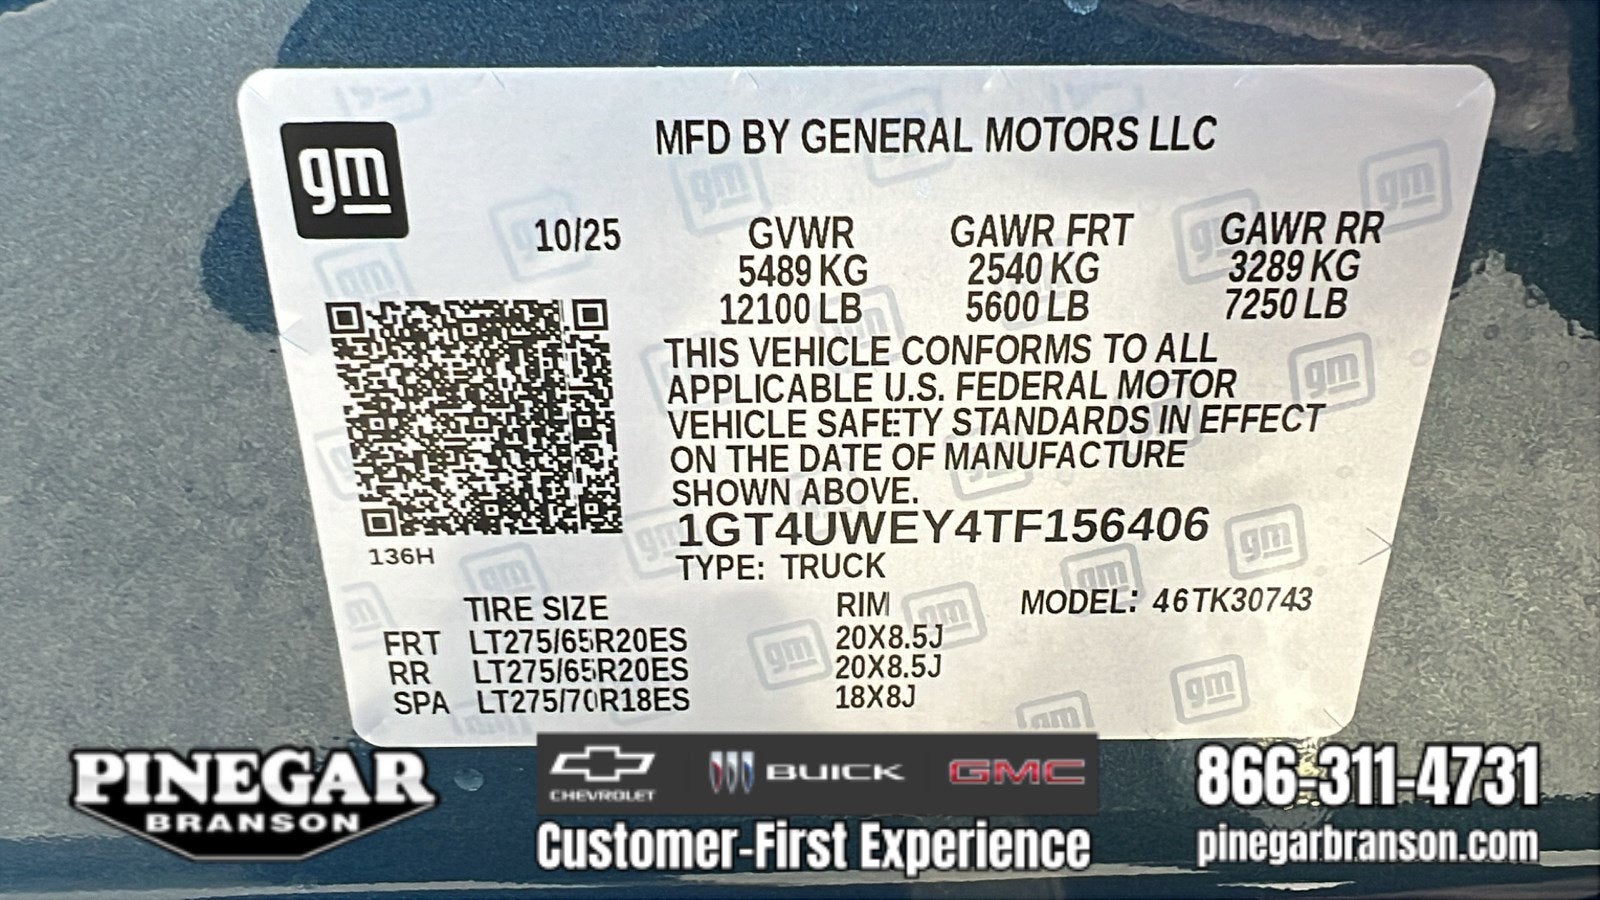 gm
MFD BY GENERAL MOTORS LLC
10/25
GVWR GAWR FRT GAWR RR
5489 KG 2540 KG 3289 KG
12100 LB 5600 LB 7250 LB
THIS VEHICLE CONFORMS TO ALL
APPLICABLE U.S. FEDERAL MOTOR
VEHICLE SAFETY STANDARDS IN EFFECT
ON THE DATE OF MANUFACTURE
SHOWN ABOVE.
1GT4UWEY4TF156406
136H
TYPE: TRUCK
TIRE SIZE RIM MODEL: 46TK30743
FRT LT275/65R20ES 20X8.5J
RR LT275/65R20ES 20X8.5J
SPA LT275/70R18ES 18X8J
PINEGAR
BRANSON
CHEVROLET
BUICK
GMC
Customer-First Experience
866-311-4731
pinegarbranson.com